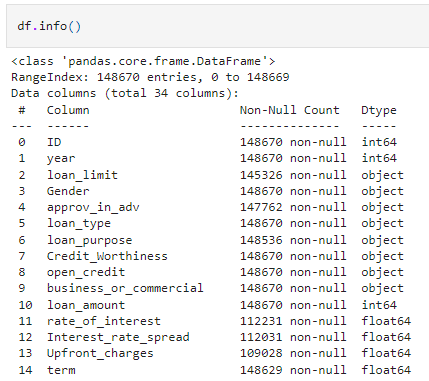 df.info()
<class 'pandas.core.frame.DataFrame'>
RangeIndex: 148670 entries, 0 to 148669
Data columns (total 34 columns):
 #   Column                     Non-Null Count   Dtype
---  ------                     --------------   -----
 0   ID                         148670 non-null  int64
 1   year                       148670 non-null  int64
 2   loan_limit                 145326 non-null  object
 3   Gender                     148670 non-null  object
 4   approv_in_adv              147762 non-null  object
 5   loan_type                  148670 non-null  object
 6   loan_purpose               148536 non-null  object
 7   Credit_Worthiness          148670 non-null  object
 8   open_credit                148670 non-null  object
 9   business_or_commercial     148670 non-null  object
 10  loan_amount                148670 non-null  int64
 11  rate_of_interest           112231 non-null  float64
 12  Interest_rate_spread       112031 non-null  float64
 13  Upfront_charges            109028 non-null  float64
 14  term                       148629 non-null  float64